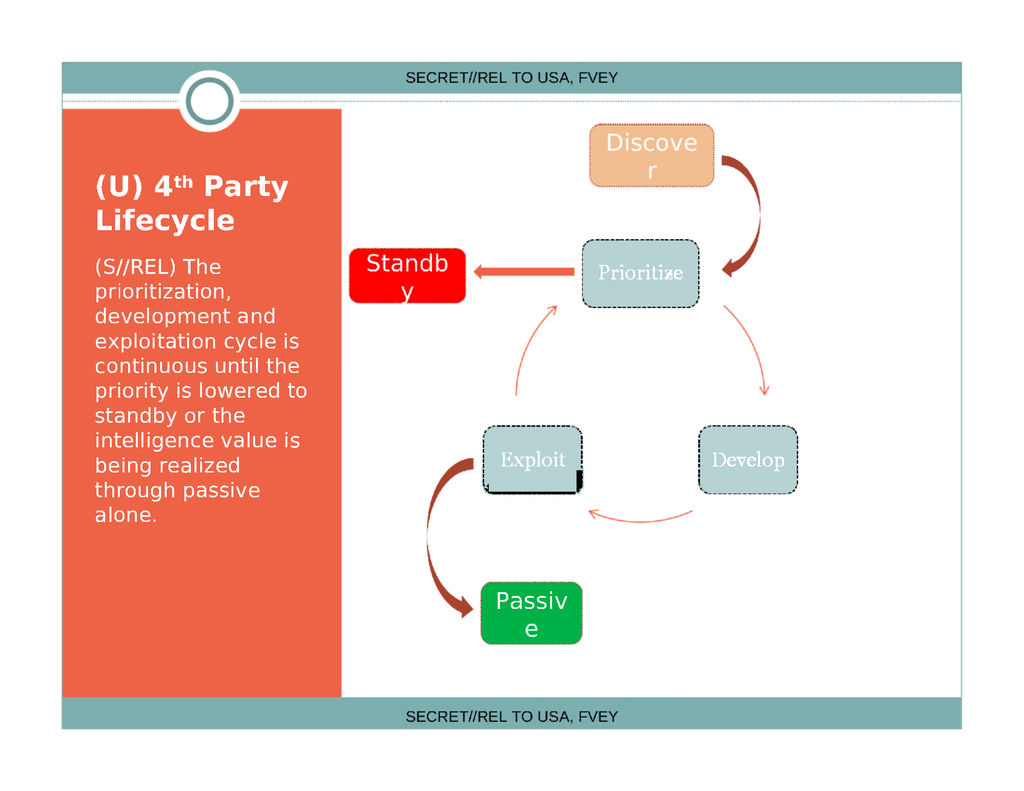 SECRET//REL TO USA, FVEY
(U) 4th Party
Lifecycle
(S//REL) The
prioritization,
development and
exploitation cycle is
continuous until the
priority is lowered to
standby or the
intelligence value is
being realized
through passive
alone.
Discove
r
Standb
y
Prioritize
Exploit
Develop
Passiv
e
SECRET//REL TO USA, FVEY